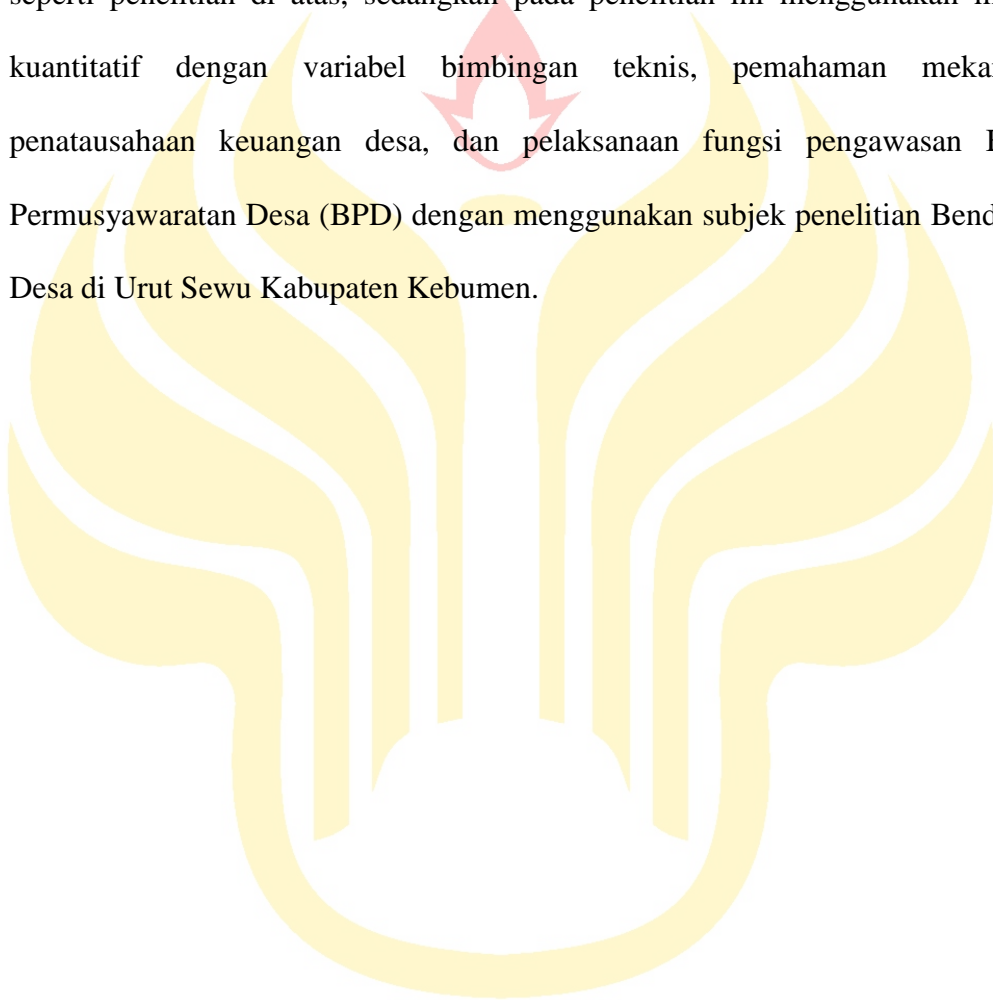 seperti penelitian di atas, sedangkan pada penelitian ini menggunakan
kuantitatif dengan variabel bimbingan teknis, pemahaman
penatausahaan keuangan desa, dan pelaksanaan fungsi pengawasan
Permusyawaratan Desa (BPD) dengan menggunakan subjek penelitian
Desa di Urut Sewu Kabupaten Kebumen.